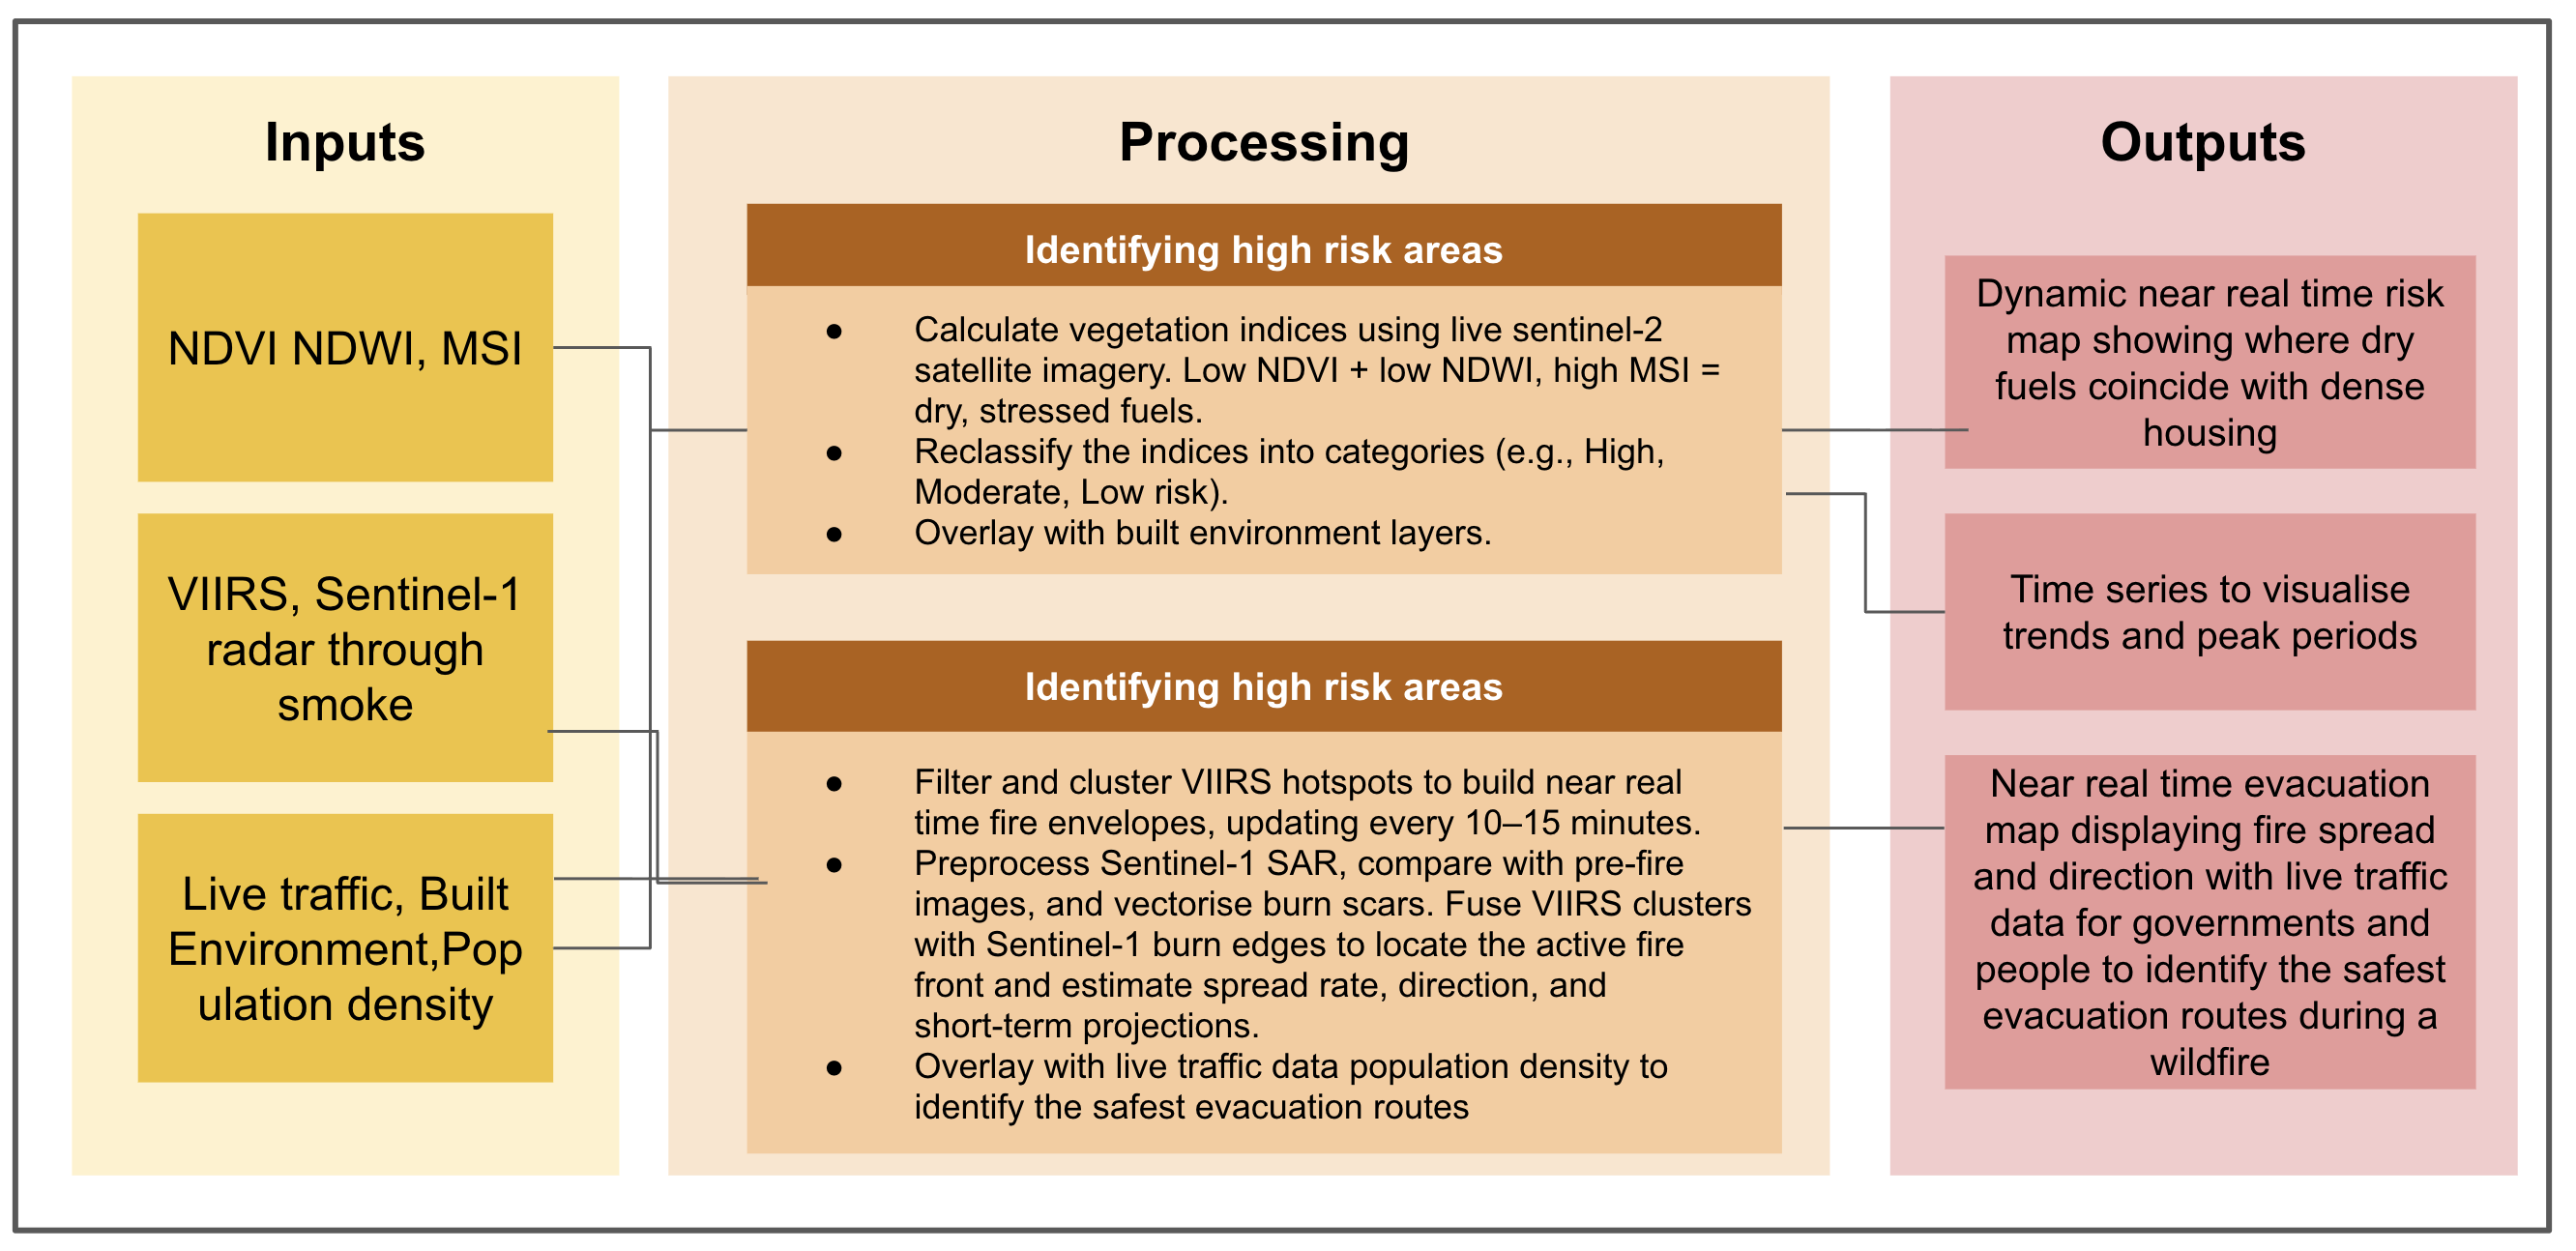 Inputs
NDVI NDWI, MSI
VIIRS, Sentinel-1
radar through
smoke
Live traffic, Built
Environment,Pop
ulation density
Processing
Identifying high risk areas
● Calculate vegetation indices using live sentinel-2
satellite imagery. Low NDVI + low NDWI, high MSI =
dry, stressed fuels.
● Reclassify the indices into categories (e.g., High,
Moderate, Low risk).
● Overlay with built environment layers.
Identifying high risk areas
● Filter and cluster VIIRS hotspots to build near real
time fire envelopes, updating every 10–15 minutes.
● Preprocess Sentinel-1 SAR, compare with pre-fire
images, and vectorise burn scars. Fuse VIIRS clusters
with Sentinel-1 burn edges to locate the active fire
front and estimate spread rate, direction, and
short-term projections.
● Overlay with live traffic data population density to
identify the safest evacuation routes
Outputs
Dynamic near real time risk
map showing where dry
fuels coincide with dense
housing
Time series to visualise
trends and peak periods
Near real time evacuation
map displaying fire spread
and direction with live traffic
data for governments and
people to identify the safest
evacuation routes during a
wildfire